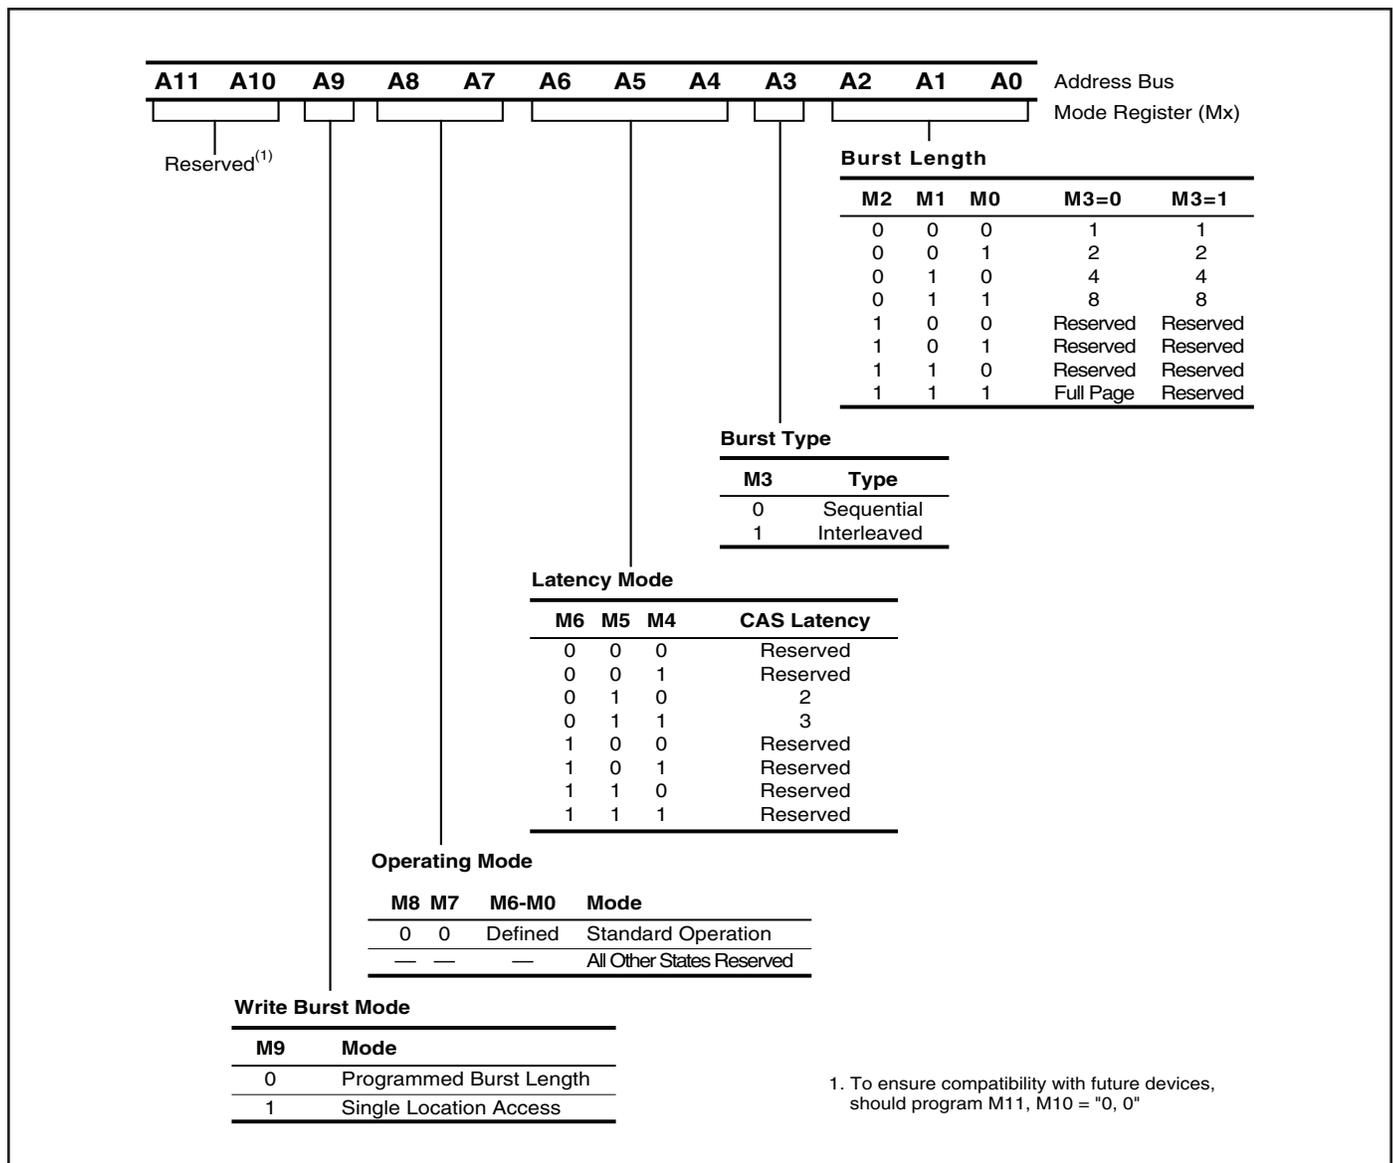 A11 A10 A9 A8 A7 A6 A5 A4 A3 A2 A1 A0 Address Bus
Mode Register (Mx)
Reserved(1)
Burst Length
M2 M1 M0 M3=0 M3=1
0 0 0 1 1
0 0 1 2 2
0 1 0 4 4
0 1 1 8 8
1 0 0 Reserved Reserved
1 0 1 Reserved Reserved
1 1 0 Reserved Reserved
1 1 1 Full Page Reserved
Burst Type
M3 Type
0 Sequential
1 Interleaved
Latency Mode
M6 M5 M4 CAS Latency
0 0 0 Reserved
0 0 1 Reserved
0 1 0 2
0 1 1 3
1 0 0 Reserved
1 0 1 Reserved
1 1 0 Reserved
1 1 1 Reserved
Operating Mode
M8 M7 M6-M0 Mode
0 0 Defined Standard Operation
— — — All Other States Reserved
Write Burst Mode
M9 Mode
0 Programmed Burst Length
1 Single Location Access
1. To ensure compatibility with future devices,
should program M11, M10 = "0, 0"